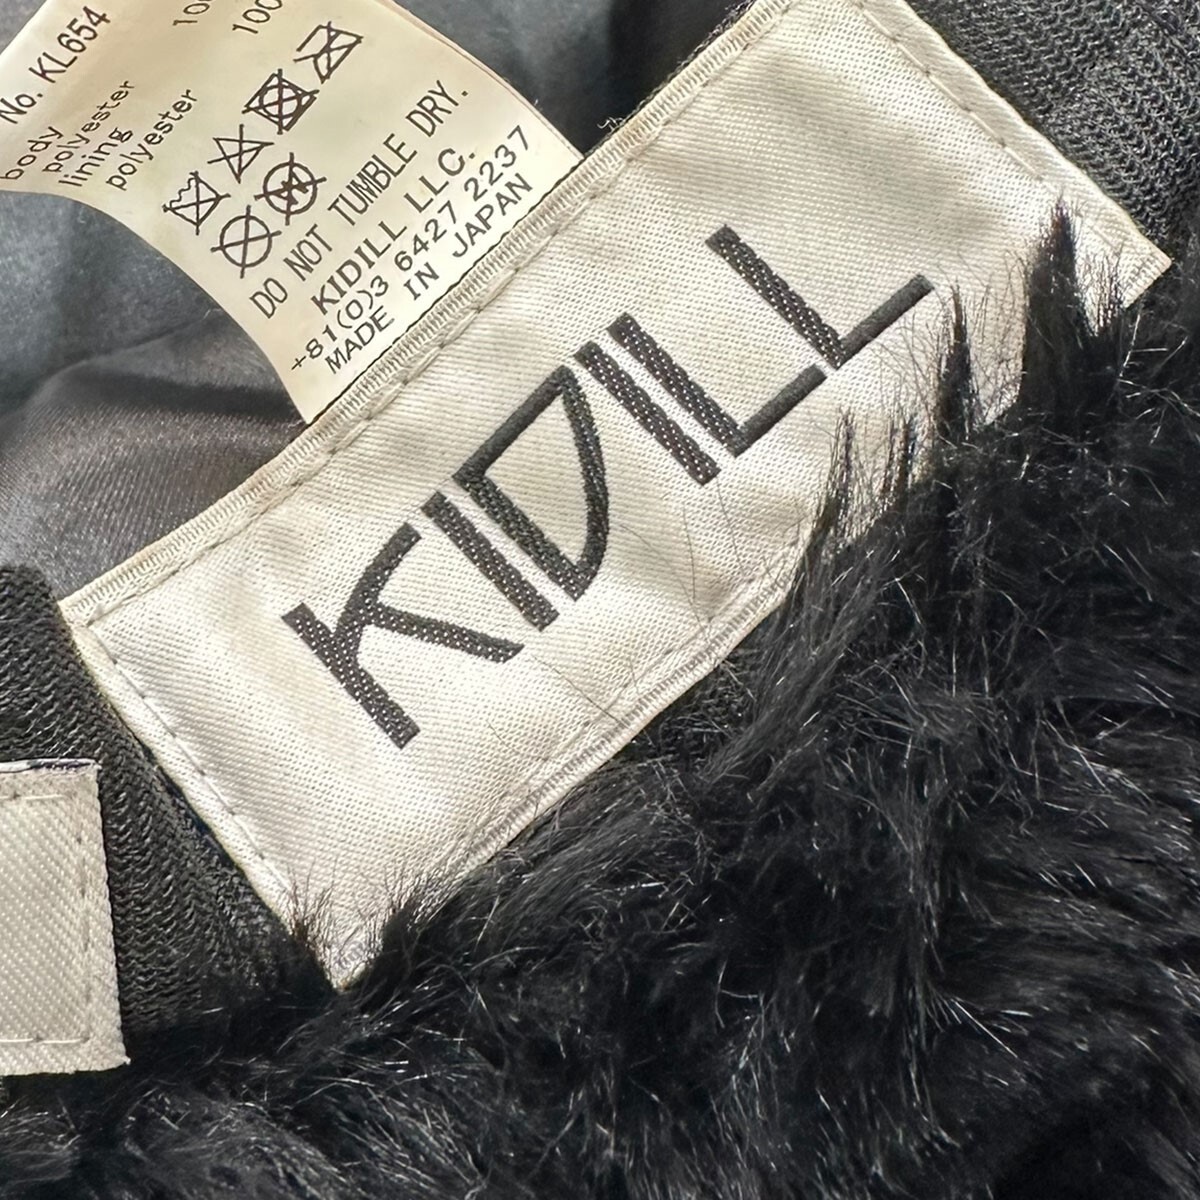 No. KL654
body
polyester
lining
polyester
100
DO NOT TUMBLE DRY.
KIDILL LLC.
+81(0)3 6427 2237
MADE IN JAPAN
KIDILL